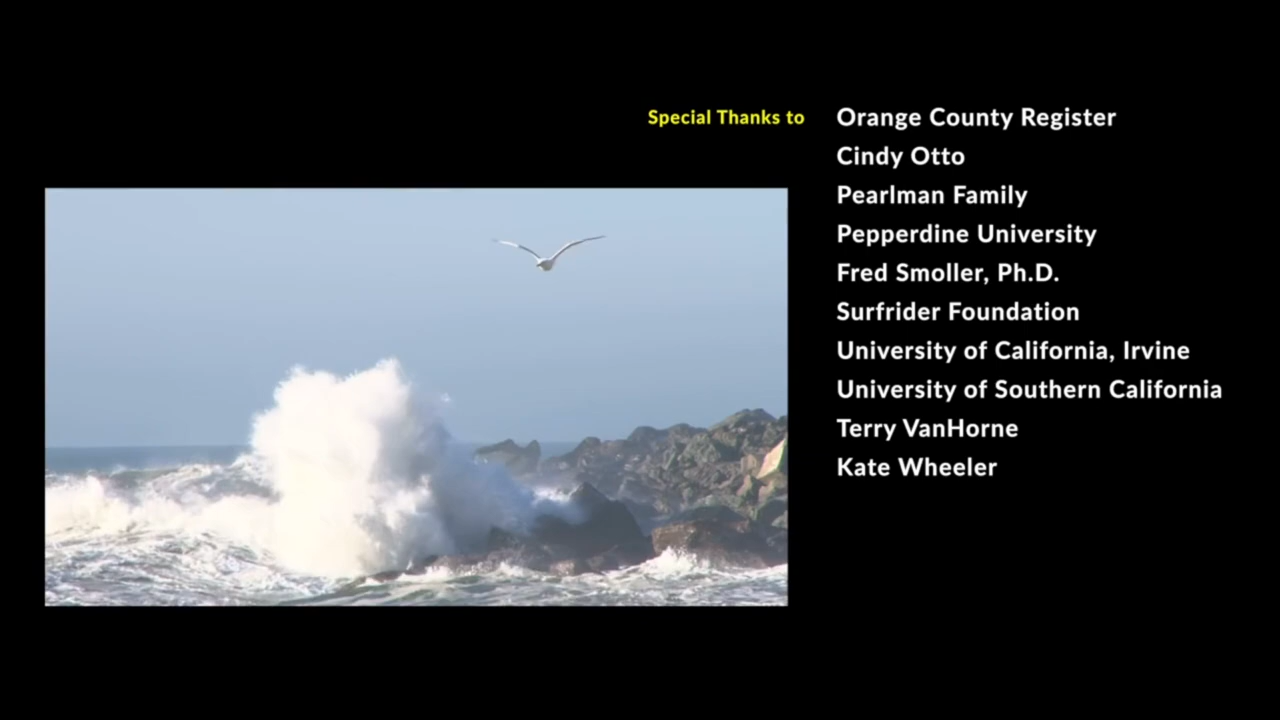 Special Thanks to Orange County Register
Cindy Otto
Pearlman Family
Pepperdine University
Fred Smoller, Ph.D.
Surfrider Foundation
University of California, Irvine
University of Southern California
Terry VanHorne
Kate Wheeler